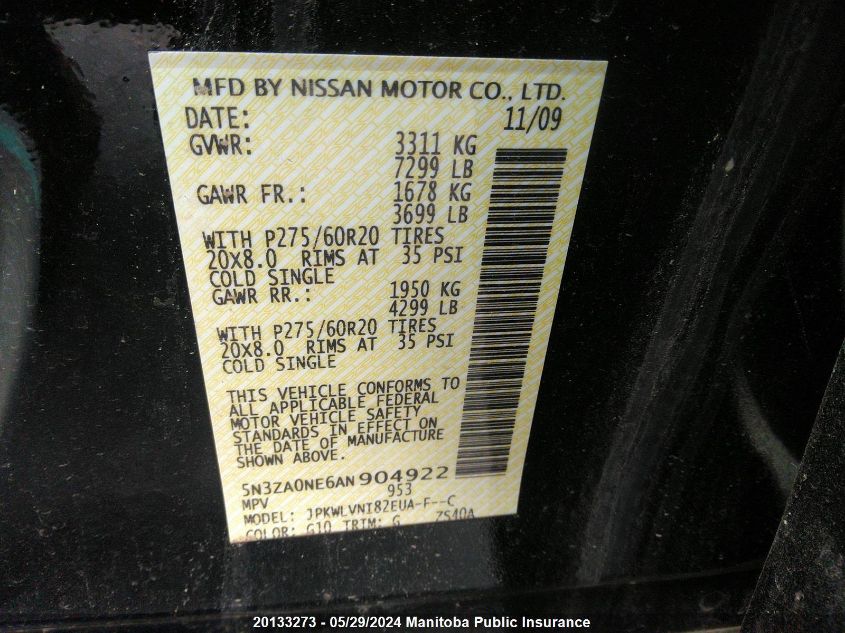 MFD BY NISSAN MOTOR CO., LTD.
DATE: 11/09
GVWR: 3311 KG
7299 LB
GAWR FR.: 1678 KG
3699 LB
WITH P275/60R20 TIRES
20X8.0 RIMS AT 35 PSI
COLD SINGLE
GAWR RR.: 1950 KG
4299 LB
WITH P275/60R20 TIRES
20X8.0 RIMS AT 35 PSI
COLD SINGLE
THIS VEHICLE CONFORMS TO
ALL APPLICABLE FEDERAL
MOTOR VEHICLE SAFETY
STANDARDS IN EFFECT ON
THE DATE OF MANUFACTURE
SHOWN ABOVE.
5N3ZA0NE6AN904922
MPV 953
MODEL: JPKWLVNI82EUA-F--C
COLOR: G10 TRIM: G ZS40A
20133273 - 05/29/2024 Manitoba Public Insurance